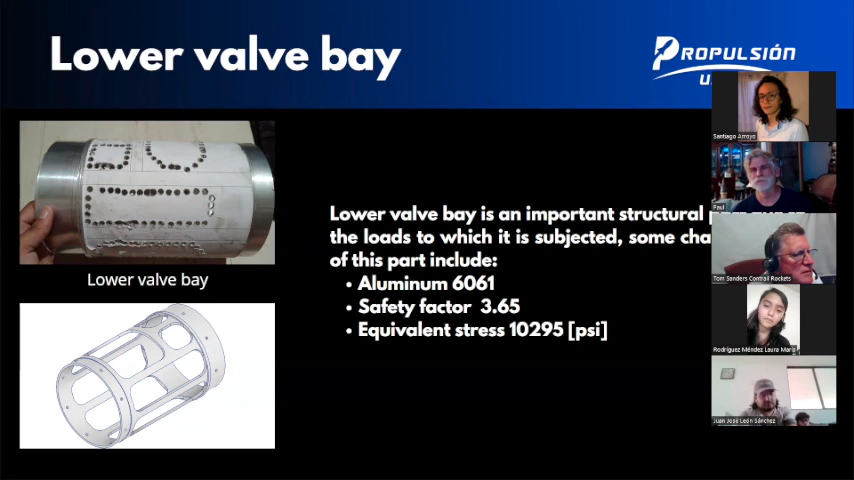 Lower valve bay
PROPULSIÓN
U
Santiago Arroyo
Paul
Lower valve bay is an important structural
the loads to which it is subjected, some cha
of this part include:
• Aluminum 6061
• Safety factor 3.65
• Equivalent stress 10295 [psi]
Tom Sanders Contrail Rockets
Lower valve bay
Rodríguez Méndez Laura María
Juan José León Sánchez